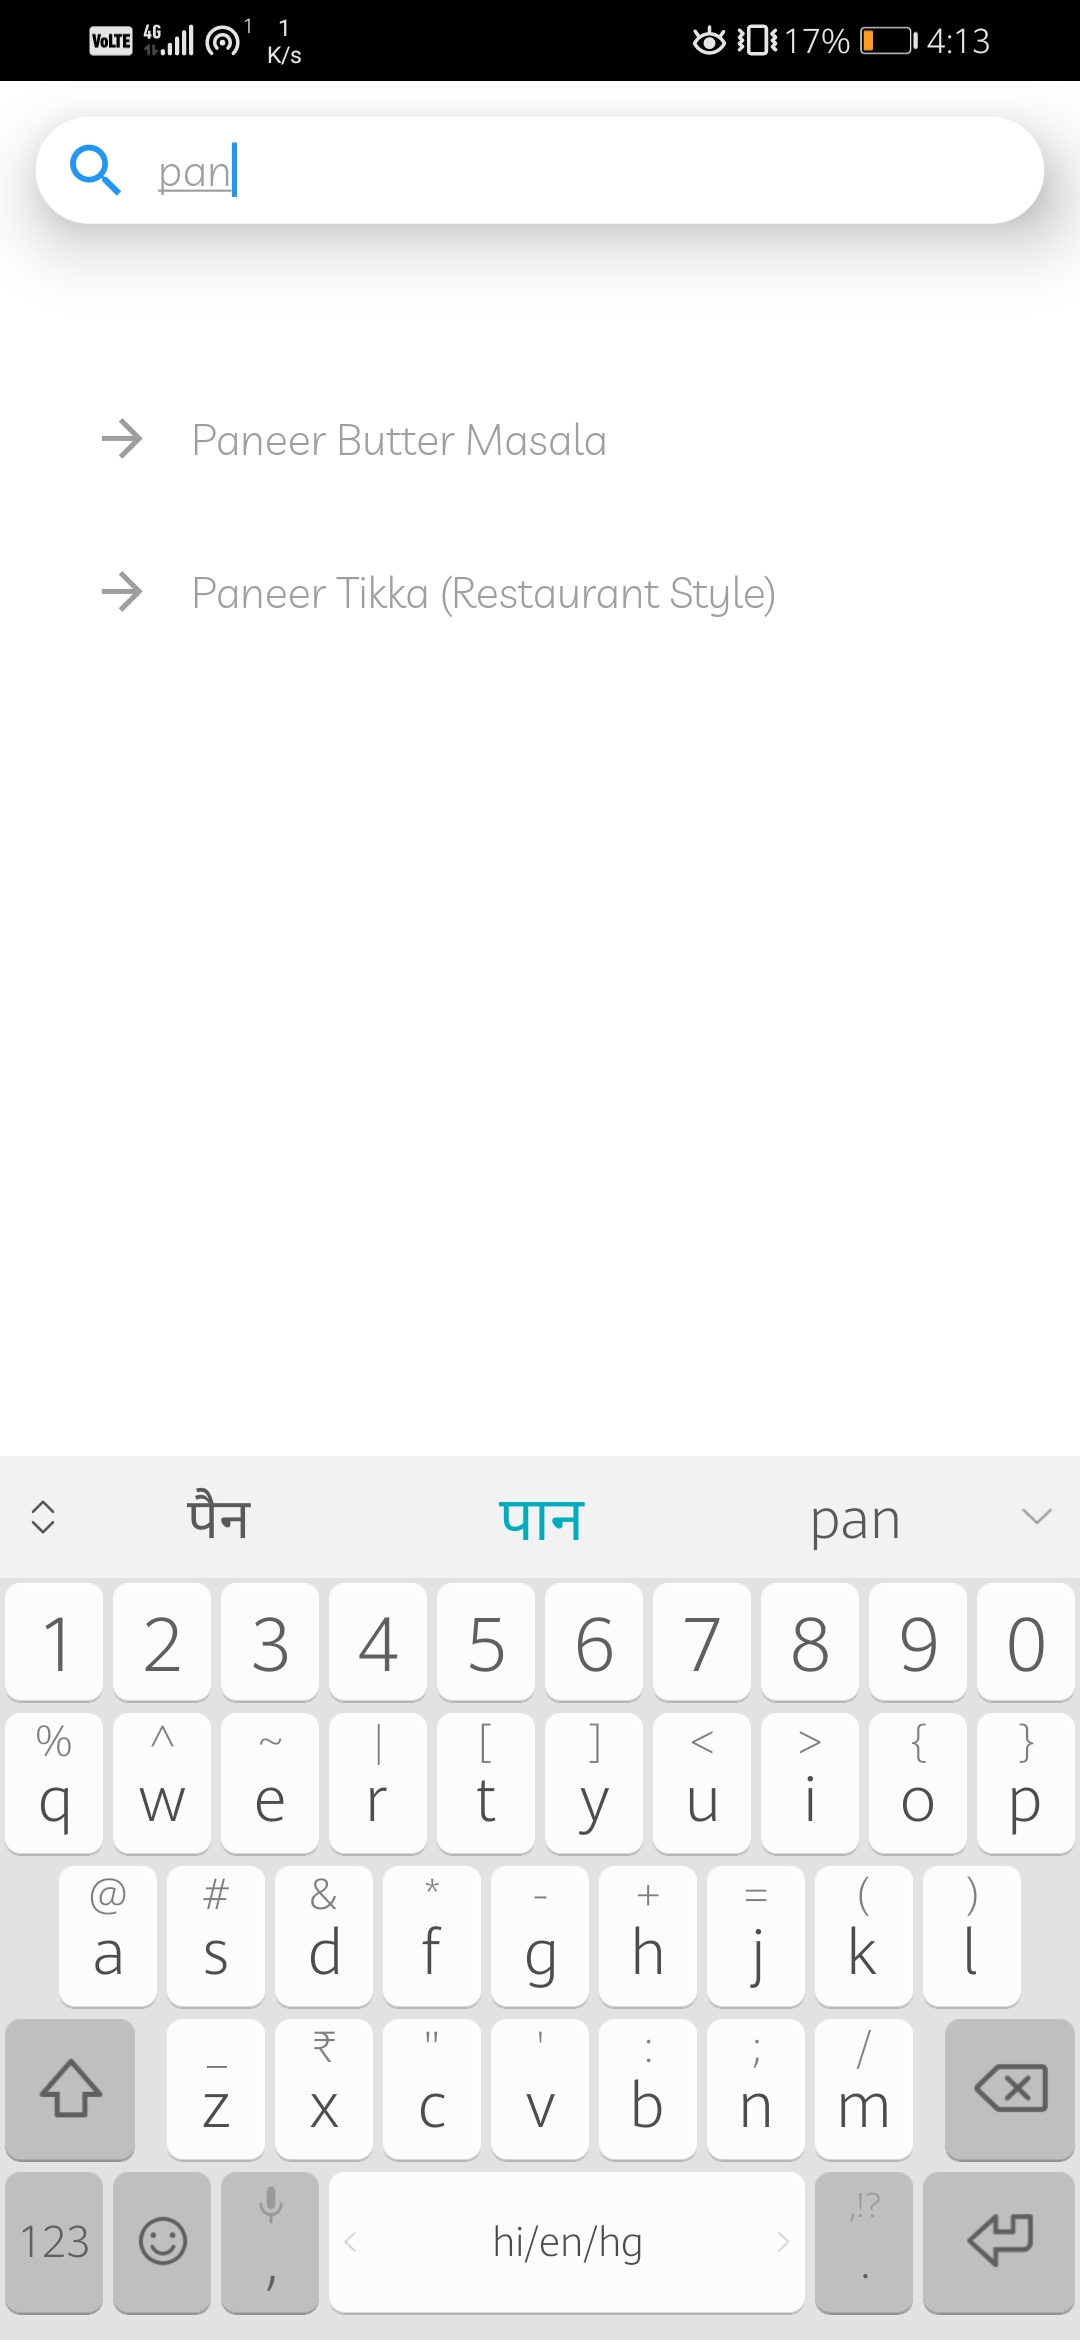 VoLTE 4G 1 1 K/s 17% 4:13
pan
Paneer Butter Masala
Paneer Tikka (Restaurant Style)
पैन पान pan
1 2 3 4 5 6 7 8 9 0
% ^ ~ | [ ] < > { }
q w e r t y u i o p
@ # & * - + = ( )
a s d f g h j k l
_ ₹ " ' : ; /
z x c v b n m
123 , < hi/en/hg > ,!? .